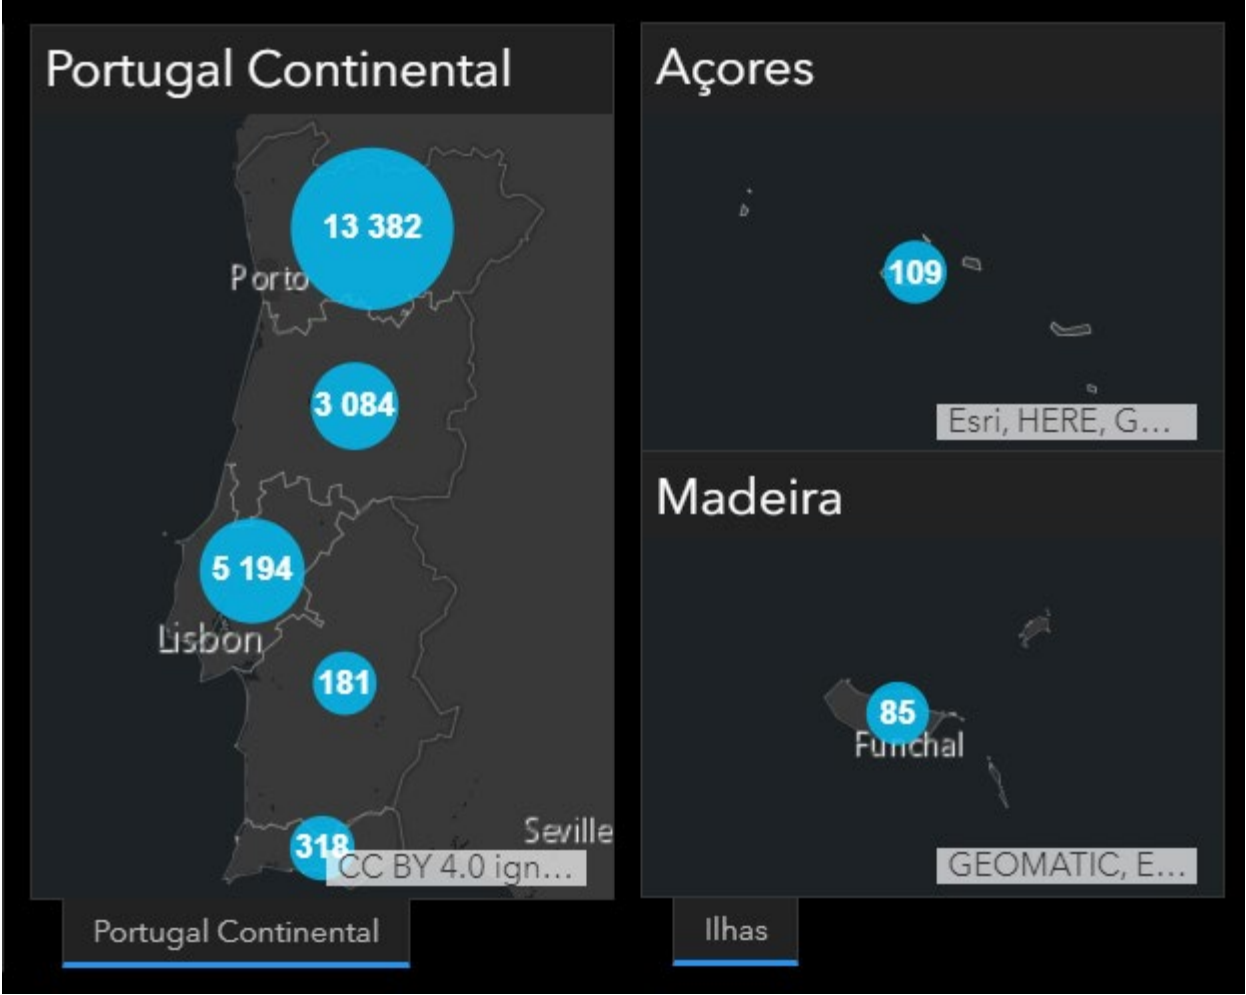 Portugal Continental
13 382
Porto
3 084
5 194
Lisbon
181
318
Seville
CC BY 4.0 ign...
Portugal Continental
Açores
109
Esri, HERE, G...
Madeira
85
Funchal
GEOMATIC, E...
Ilhas